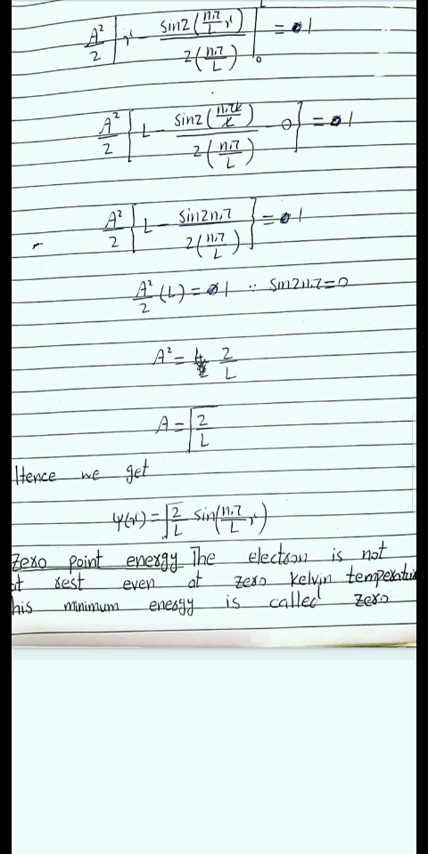 A²/2 [x - sin2(nπ/L x) / 2(nπ/L)]₀ᴸ = 1
A²/2 {L - sin2(nπL/L) / 2(nπ/L) - 0} = 1
A²/2 {L - sin2nπ / 2(nπ/L)} = 1
A²/2 (L) = 1 ∵ sin2nπ=0
A² = 2/L
A = √2/L
Hence we get
ψ(x) = √2/L sin(nπ/L x)
Zero point energy The electron is not
at rest even at zero kelvin temperatur
his minimum energy is called zero